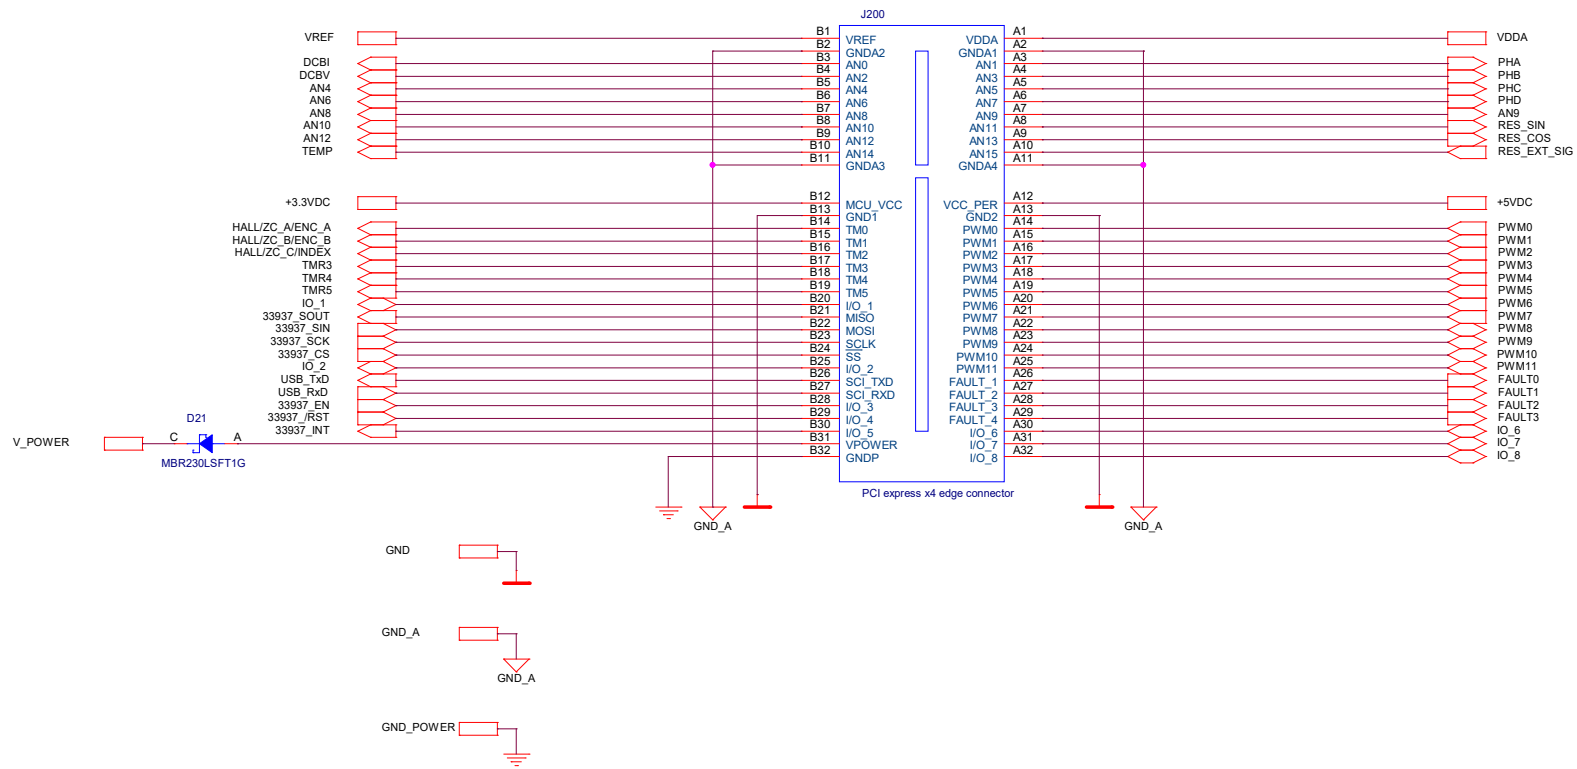 J200
VREF B1 VREF VDDA A1 VDDA
B2 GNDA2 GNDA1 A2
DCBI B3 AN0 AN1 A3 PHA
DCBV B4 AN2 AN3 A4 PHB
AN4 B5 AN4 AN5 A5 PHC
AN6 B6 AN6 AN7 A6 PHD
AN8 B7 AN8 AN9 A7 AN9
AN10 B8 AN10 AN11 A8 RES_SIN
AN12 B9 AN12 AN13 A9 RES_COS
TEMP B10 AN14 AN15 A10 RES_EXT_SIG
B11 GNDA3 GNDA4 A11
+3.3VDC B12 MCU_VCC VCC_PER A12 +5VDC
B13 GND1 GND2 A13
HALL/ZC_A/ENC_A B14 TM0 PWM0 A14 PWM0
HALL/ZC_B/ENC_B B15 TM1 PWM1 A15 PWM1
HALL/ZC_C/INDEX B16 TM2 PWM2 A16 PWM2
TMR3 B17 TM3 PWM3 A17 PWM3
TMR4 B18 TM4 PWM4 A18 PWM4
TMR5 B19 TM5 PWM5 A19 PWM5
IO_1 B20 I/O_1 PWM6 A20 PWM6
33937_SOUT B21 MISO PWM7 A21 PWM7
33937_SIN B22 MOSI PWM8 A22 PWM8
33937_SCK B23 SCLK PWM9 A23 PWM9
33937_CS B24 SS PWM10 A24 PWM10
IO_2 B25 I/O_2 PWM11 A25 PWM11
USB_TxD B26 SCI_TXD FAULT_1 A26 FAULT0
USB_RxD B27 SCI_RXD FAULT_2 A27 FAULT1
33937_EN B28 I/O_3 FAULT_3 A28 FAULT2
33937_/RST B29 I/O_4 FAULT_4 A29 FAULT3
33937_INT B30 I/O_5 I/O_6 A30 IO_6
D21
V_POWER C A B31 VPOWER I/O_7 A31 IO_7
B32 GNDP I/O_8 A32 IO_8
MBR230LSFT1G
PCI express x4 edge connector
GND_A GND_A
GND
GND_A
GND_A
GND_POWER